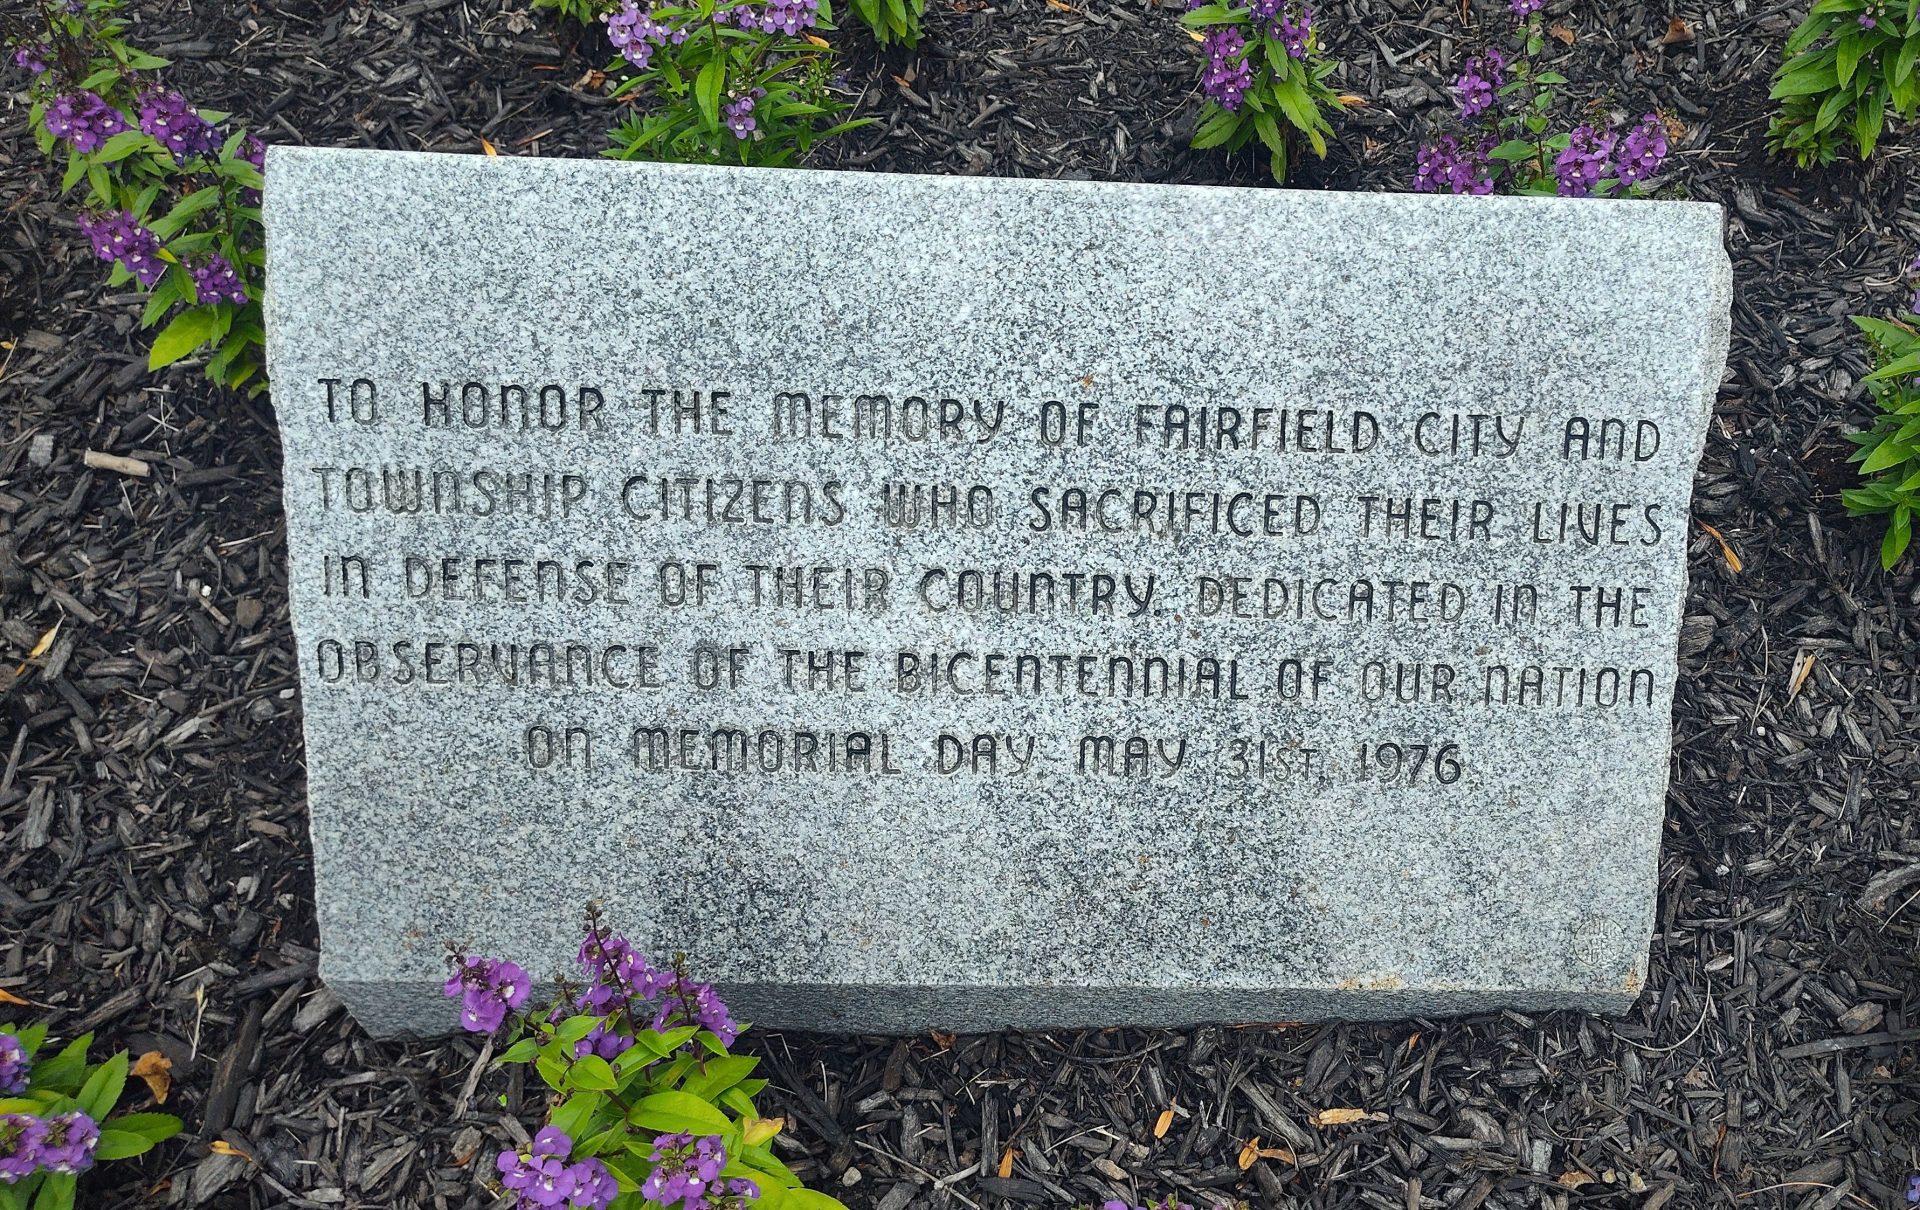 TO HONOR THE MEMORY OF FAIRFIELD CITY AND
TOWNSHIP CITIZENS WHO SACRIFICED THEIR LIVES
IN DEFENSE OF THEIR COUNTRY. DEDICATED IN THE
OBSERVANCE OF THE BICENTENNIAL OF OUR NATION
ON MEMORIAL DAY, MAY 31ST, 1976.